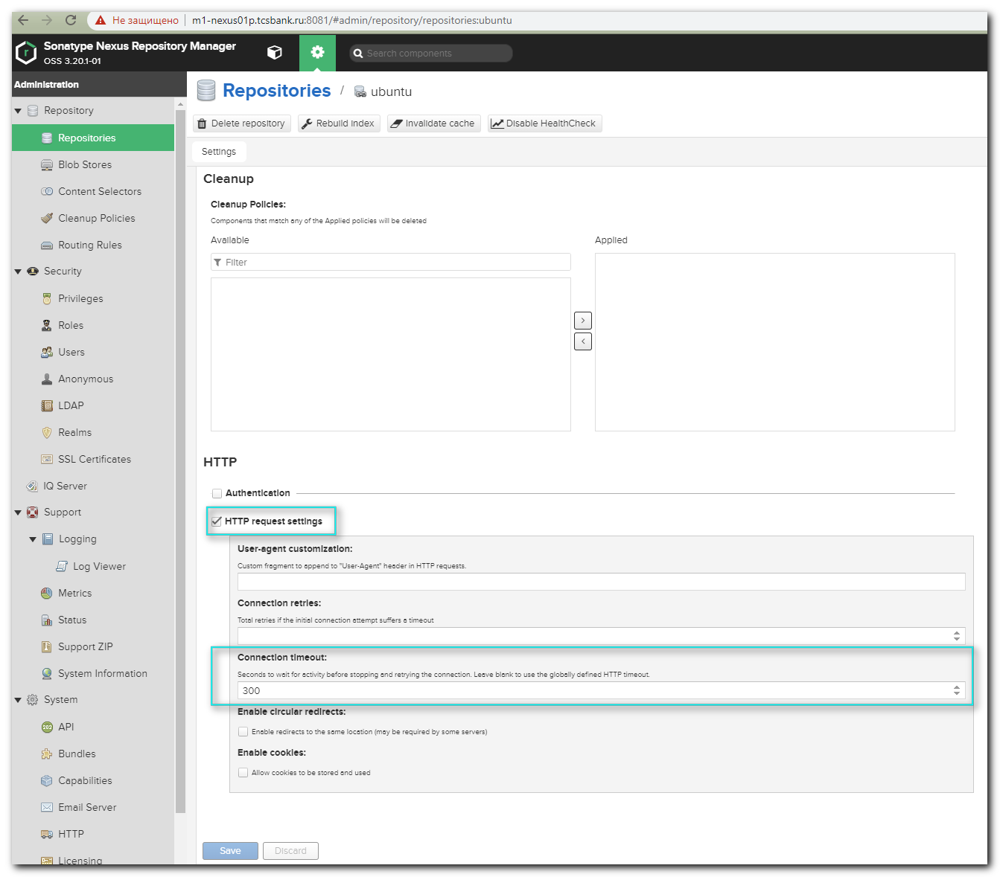 Не защищено
m1-nexus01p.tcsbank.ru:8081/#admin/repository/repositories:ubuntu
Sonatype Nexus Repository Manager
OSS 3.20.1-01
Search components
Administration
Repository
Repositories
Blob Stores
Content Selectors
Cleanup Policies
Routing Rules
Security
Privileges
Roles
Users
Anonymous
LDAP
Realms
SSL Certificates
IQ Server
Support
Logging
Log Viewer
Metrics
Status
Support ZIP
System Information
System
API
Bundles
Capabilities
Email Server
HTTP
Licensing
Repositories / ubuntu
Delete repository
Rebuild index
Invalidate cache
Disable HealthCheck
Settings
Cleanup
Cleanup Policies:
Components that match any of the Applied policies will be deleted
Available
Applied
Filter
>
<
HTTP
Authentication
HTTP request settings
User-agent customization:
Custom fragment to append to "User-Agent" header in HTTP requests.
Connection retries:
Total retries if the initial connection attempt suffers a timeout
Connection timeout:
Seconds to wait for activity before stopping and retrying the connection. Leave blank to use the globally defined HTTP timeout.
300
Enable circular redirects:
Enable redirects to the same location (may be required by some servers)
Enable cookies:
Allow cookies to be stored and used
Save
Discard